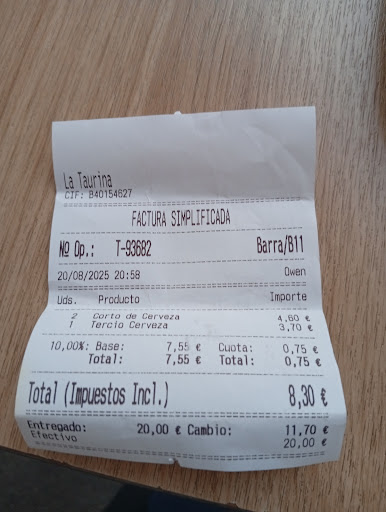 La Taurina
CIF: B40154627
FACTURA SIMPLIFICADA
Nº Op.: T-93682 Barra/B11
20/08/2025 20:58 Owen
Uds. Producto Importe
2 Corto de Cerveza 4,60 €
1 Tercio Cerveza 3,70 €
10,00%: Base: 7,55 € Cuota: 0,75 €
Total: 7,55 € Total: 0,75 €
Total (Impuestos Incl.) 8,30 €
Entregado: 20,00 € Cambio: 11,70 €
Efectivo 20,00 €